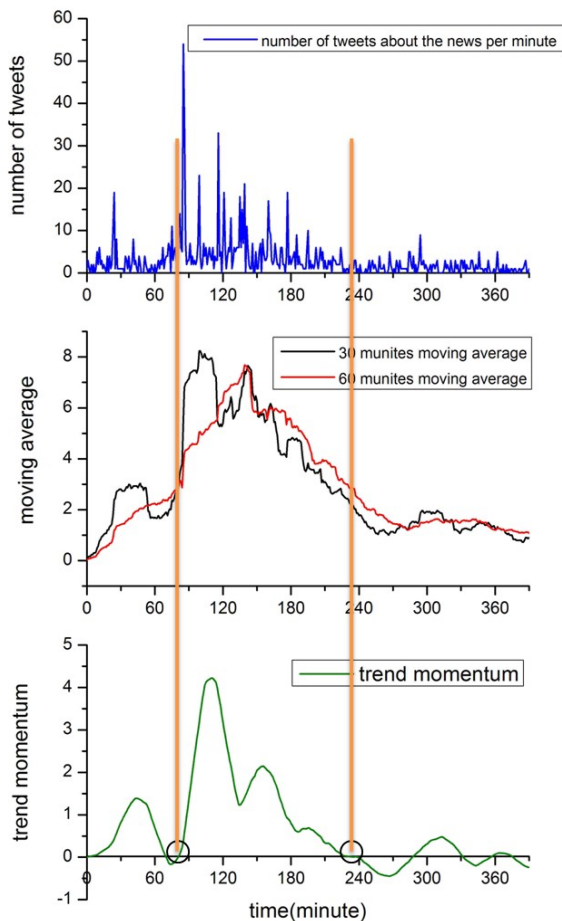 60
50
40
30
20
10
0
number of tweets
number of tweets about the news per minute
0 60 120 180 240 300 360
8
6
4
2
0
moving average
30 munites moving average
60 munites moving average
0 60 120 180 240 300 360
5
4
3
2
1
0
-1
trend momentum
trend momentum
0 60 120 180 240 300 360
time(minute)